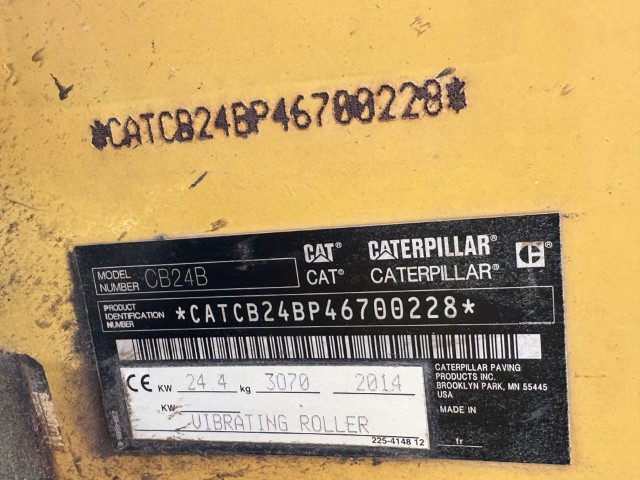 *CATCB24BP46700228*
CAT® CATERPILLAR®
MODEL NUMBER CB24B
CAT® CATERPILLAR®
PRODUCT IDENTIFICATION NUMBER *CATCB24BP46700228*
CE KW 24.4 kg 3070 2014
KW
VIBRATING ROLLER
225-4148 12
CATERPILLAR PAVING
PRODUCTS INC.
BROOKLYN PARK, MN 55445
USA
MADE IN
fr